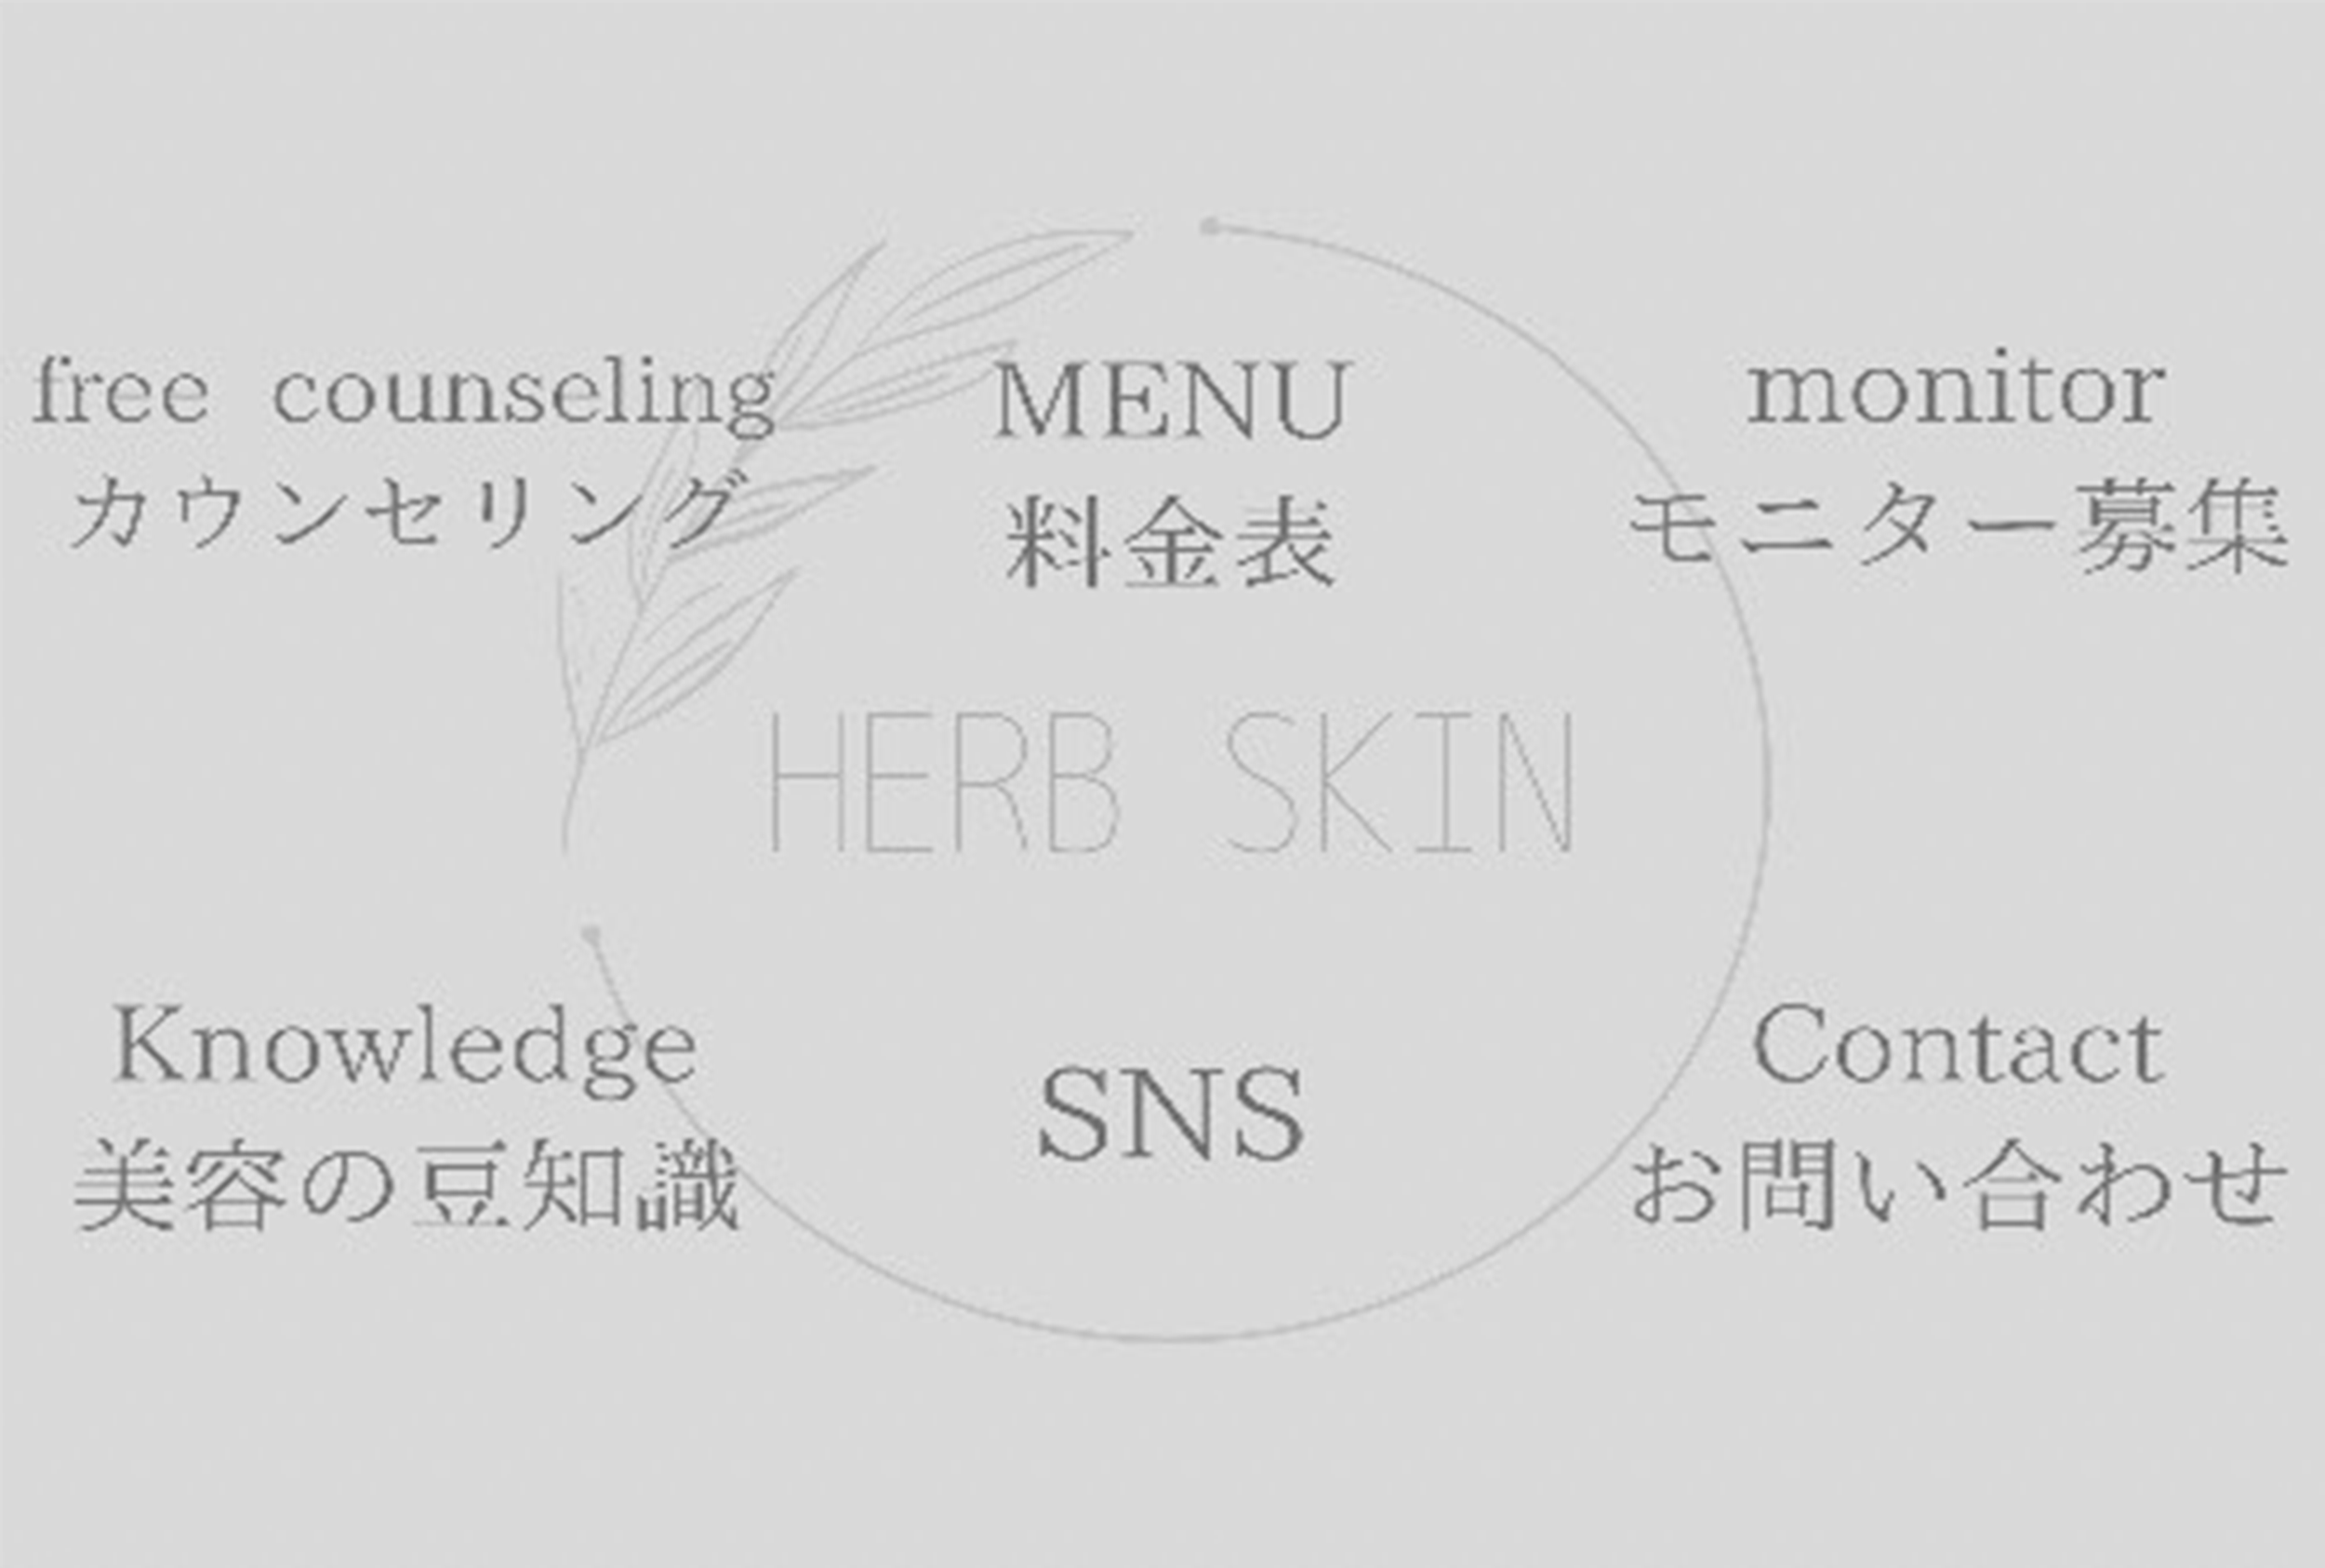 free counseling
カウンセリング
MENU
料金表
monitor
モニター募集
HERB SKIN
Knowledge
美容の豆知識
SNS
Contact
お問い合わせ